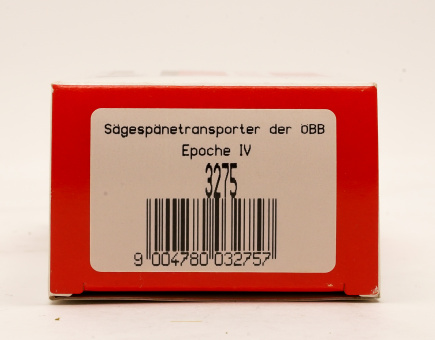 Sägespänetransporter der ÖBB
Epoche IV
3275
9 004780 032757